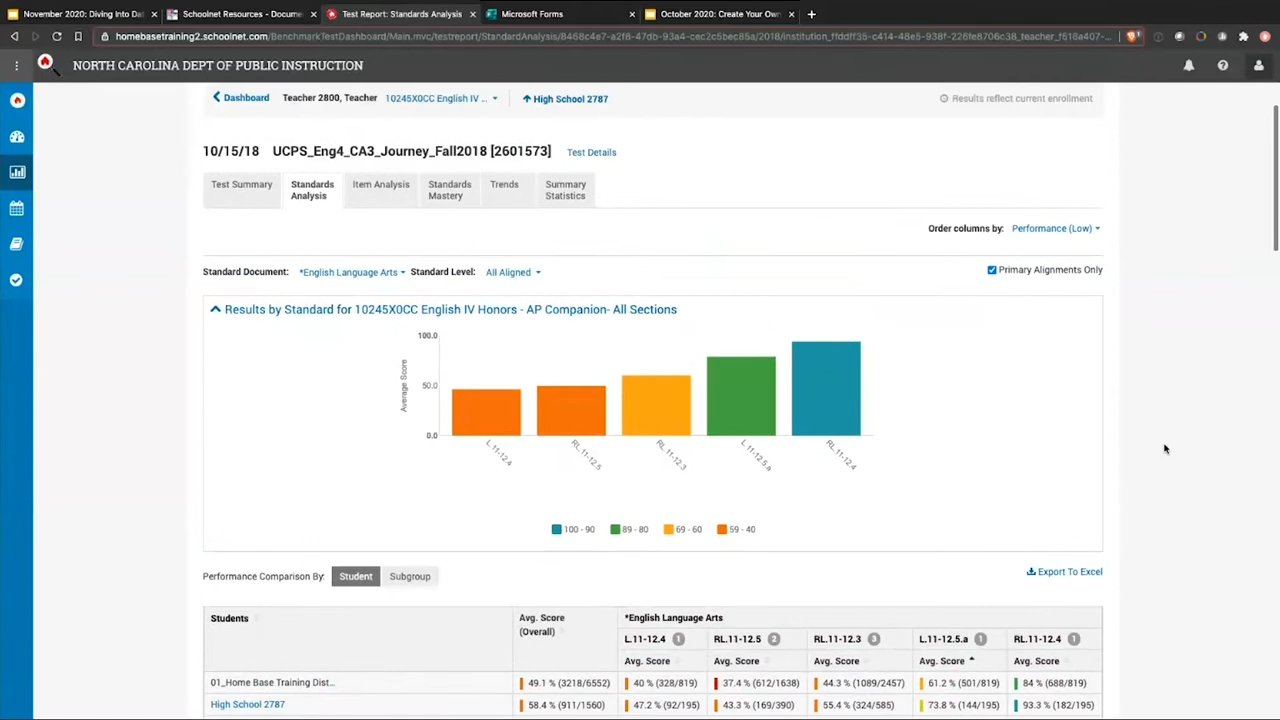 November 2020: Diving Into Dat
Schoolnet Resources - Docume
Test Report: Standards Analysis
Microsoft Forms
October 2020: Create Your Own
homebasetraining2.schoolnet.com/BenchmarkTestDashboard/Main.mvc/testreport/StandardAnalysis/8468c4e7-a2f8-47db-93a4-cec2c5bec85a/2018/institution_ffddff35-c414-48e5-938f-226fe8706c38_teacher_f616a407-...
NORTH CAROLINA DEPT OF PUBLIC INSTRUCTION
Dashboard Teacher 2800, Teacher 10245X0CC English IV ... High School 2787 Results reflect current enrollment
10/15/18 UCPS_Eng4_CA3_Journey_Fall2018 [2601573] Test Details
Test Summary
Standards Analysis
Item Analysis
Standards Mastery
Trends
Summary Statistics
Order columns by: Performance (Low)
Standard Document: *English Language Arts Standard Level: All Aligned Primary Alignments Only
Results by Standard for 10245X0CC English IV Honors - AP Companion- All Sections
100.0
50.0
0.0
Average Score
L.11-12.4
RL.11-12.5
RL.11-12.3
L.11-12.5.a
RL.11-12.4
100 - 90 89 - 80 69 - 60 59 - 40
Performance Comparison By: Student Subgroup Export To Excel
Students Avg. Score (Overall) *English Language Arts
L.11-12.4 1 RL.11-12.5 2 RL.11-12.3 3 L.11-12.5.a 1 RL.11-12.4 1
Avg. Score Avg. Score Avg. Score Avg. Score Avg. Score
01_Home Base Training Dist... 49.1 % (3218/6552) 40 % (328/819) 37.4 % (612/1638) 44.3 % (1089/2457) 61.2 % (501/819) 84 % (688/819)
High School 2787 58.4 % (911/1560) 47.2 % (92/195) 43.3 % (169/390) 55.4 % (324/585) 73.8 % (144/195) 93.3 % (182/195)